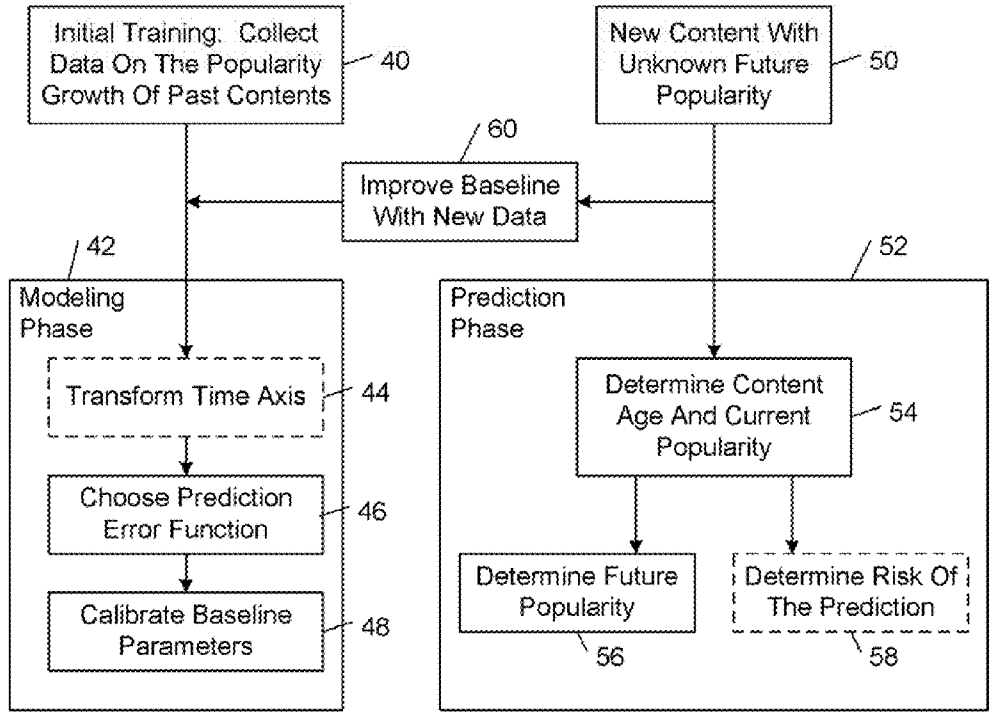 Initial Training: Collect
Data On The Popularity
Growth Of Past Contents
40
New Content With
Unknown Future
Popularity
50
60
Improve Baseline
With New Data
42
Modeling
Phase
Transform Time Axis
44
Choose Prediction
Error Function
46
Calibrate Baseline
Parameters
48
52
Prediction
Phase
Determine Content
Age And Current
Popularity
54
Determine Future
Popularity
56
Determine Risk Of
The Prediction
58